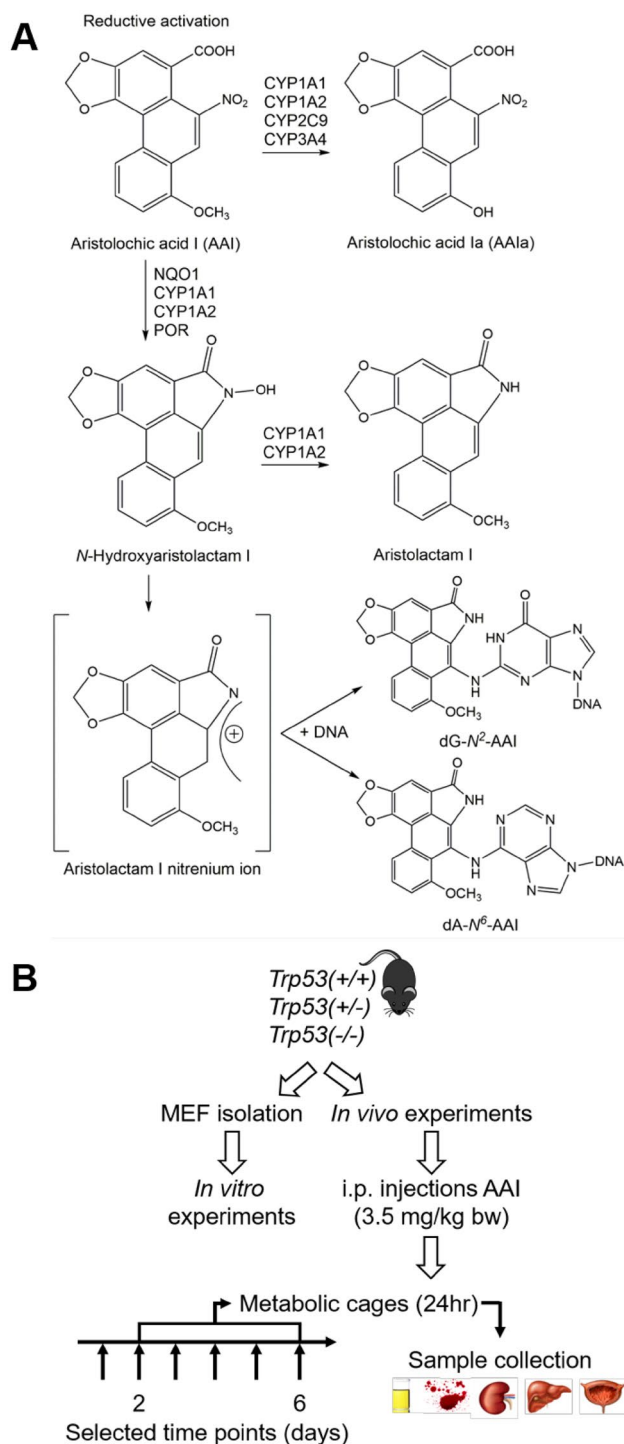 A
Reductive activation
COOH
O
O
NO₂
OCH₃
Aristolochic acid I (AAI)
CYP1A1
CYP1A2
CYP2C9
CYP3A4
COOH
O
O
NO₂
OH
Aristolochic acid Ia (AAIa)
NQO1
CYP1A1
CYP1A2
POR
O
O
O
N
OH
OCH₃
N-Hydroxyaristolactam I
CYP1A1
CYP1A2
O
O
O
NH
OCH₃
Aristolactam I
O
O
O
N
+
OCH₃
Aristolactam I nitrenium ion
+ DNA
O
O
O
NH
OCH₃
N
H
O
HN
N
N
N
DNA
dG-N²-AAI
O
O
O
NH
OCH₃
N
H
N
N
N
N
DNA
dA-N⁶-AAI
B
Trp53(+/+)
Trp53(+/-)
Trp53(-/-)
MEF isolation
In vivo experiments
In vitro
experiments
i.p. injections AAI
(3.5 mg/kg bw)
Metabolic cages (24hr)
Sample collection
2
6
Selected time points (days)